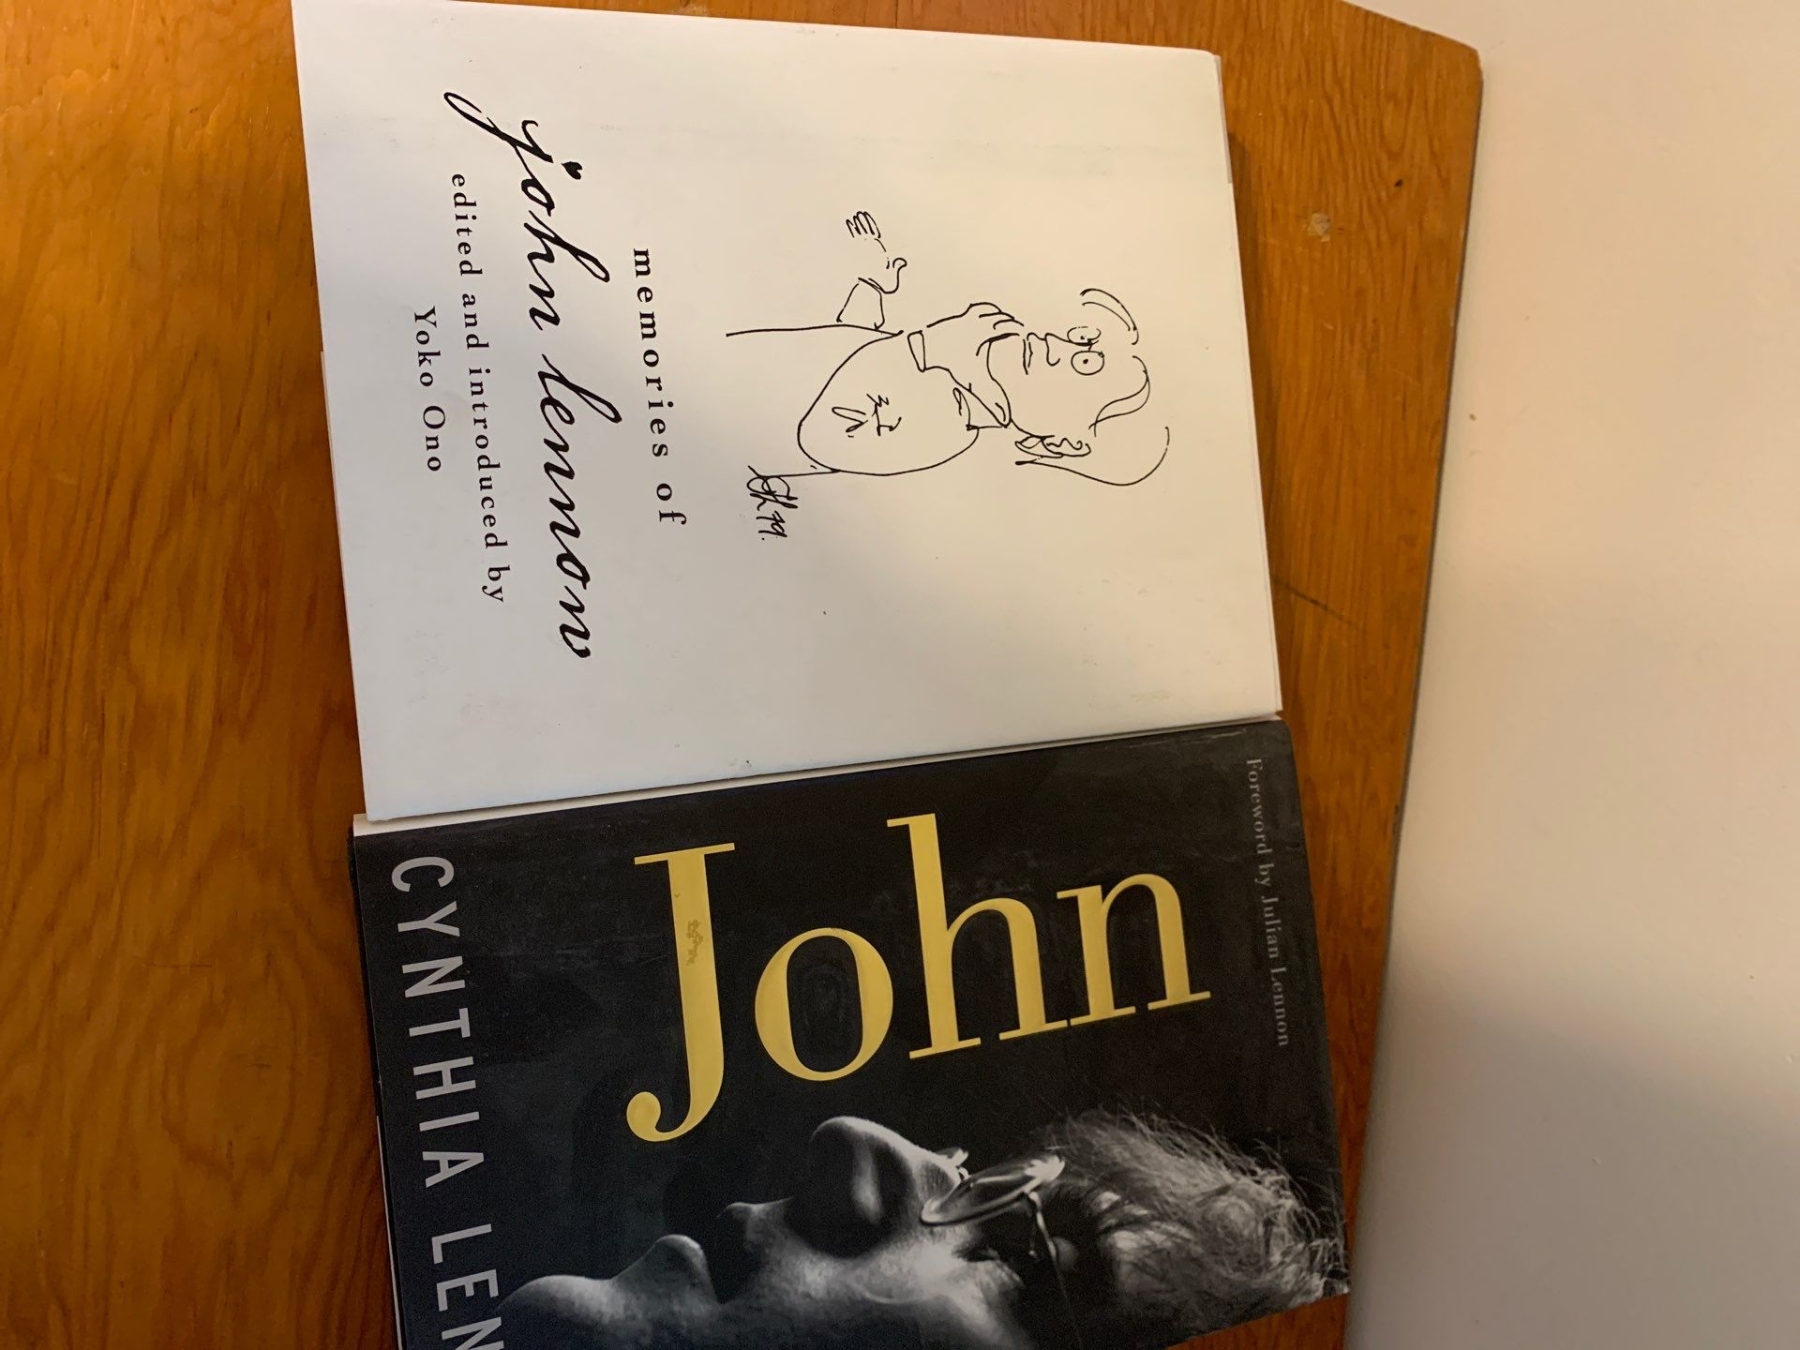 memories of
john lennon
edited and introduced by
Yoko Ono
Foreword by Julian Lennon
John
CYNTHIA LEN